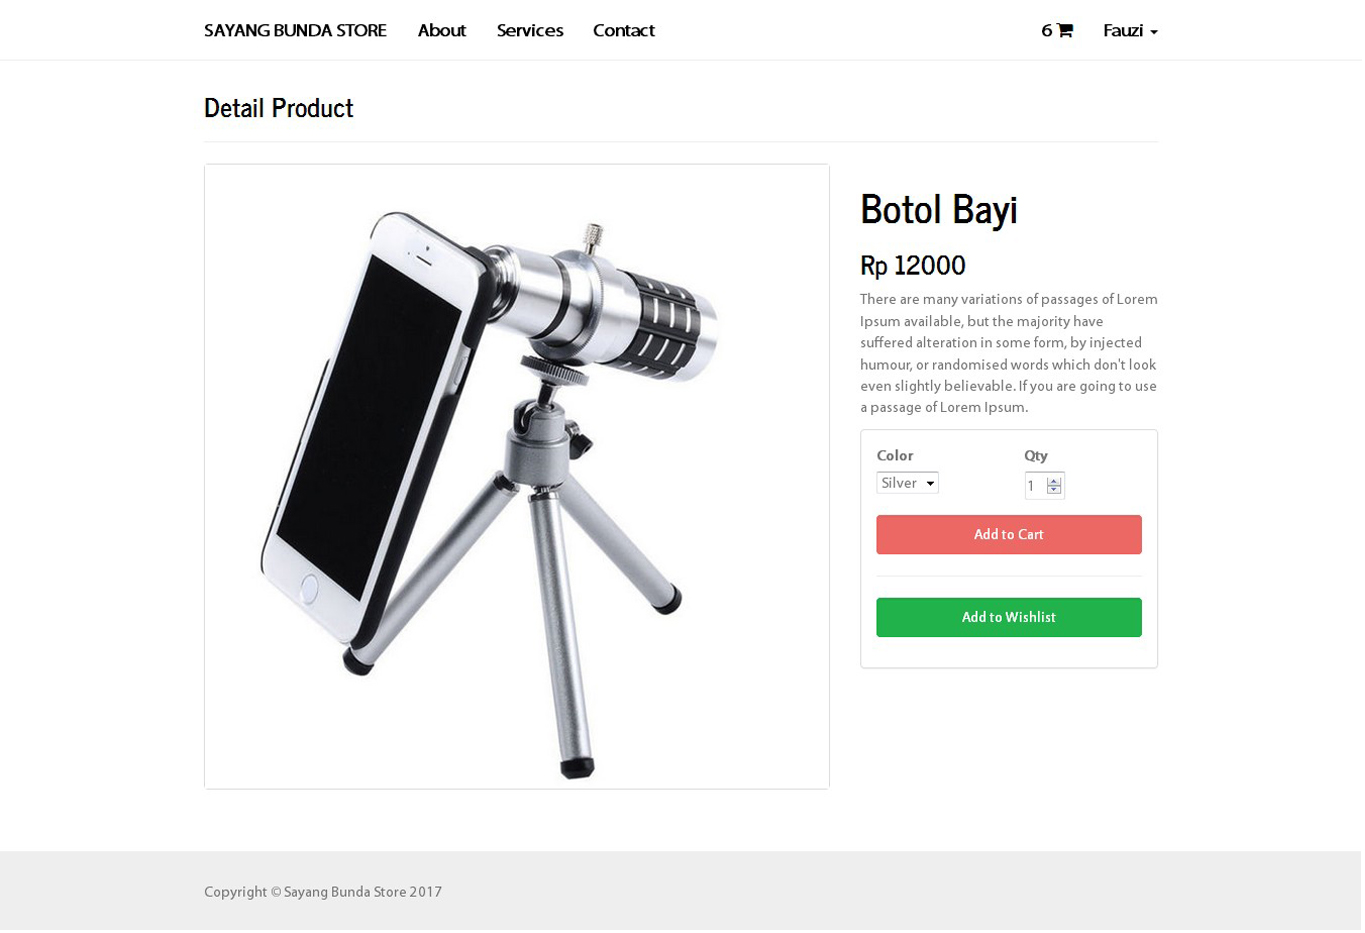 SAYANG BUNDA STORE About Services Contact 6 Fauzi
Detail Product
Botol Bayi
Rp 12000
There are many variations of passages of Lorem
Ipsum available, but the majority have
suffered alteration in some form, by injected
humour, or randomised words which don't look
even slightly believable. If you are going to use
a passage of Lorem Ipsum.
Color Qty
Silver 1
Add to Cart
Add to Wishlist
Copyright © Sayang Bunda Store 2017